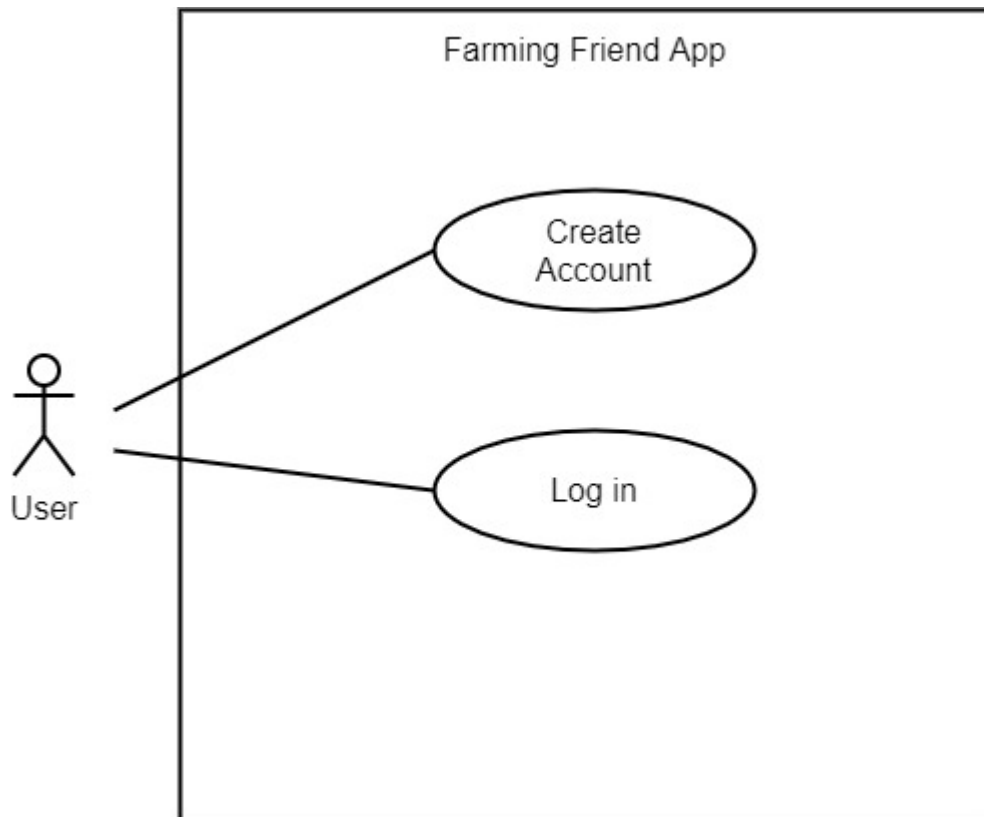 Farming Friend App
Create
Account
User
Log in